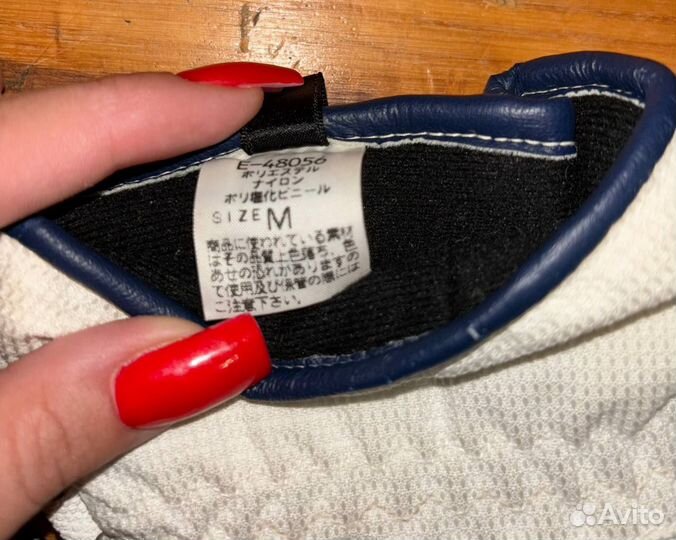 E-48056
ポリエステル
ナイロン
ポリ塩化ビニール
SIZE M
商品に使われている素材
はその品質上色落ち、色
あせの恐れがありますの
て使用及び保管の際には
ご注意下さい。
Avito